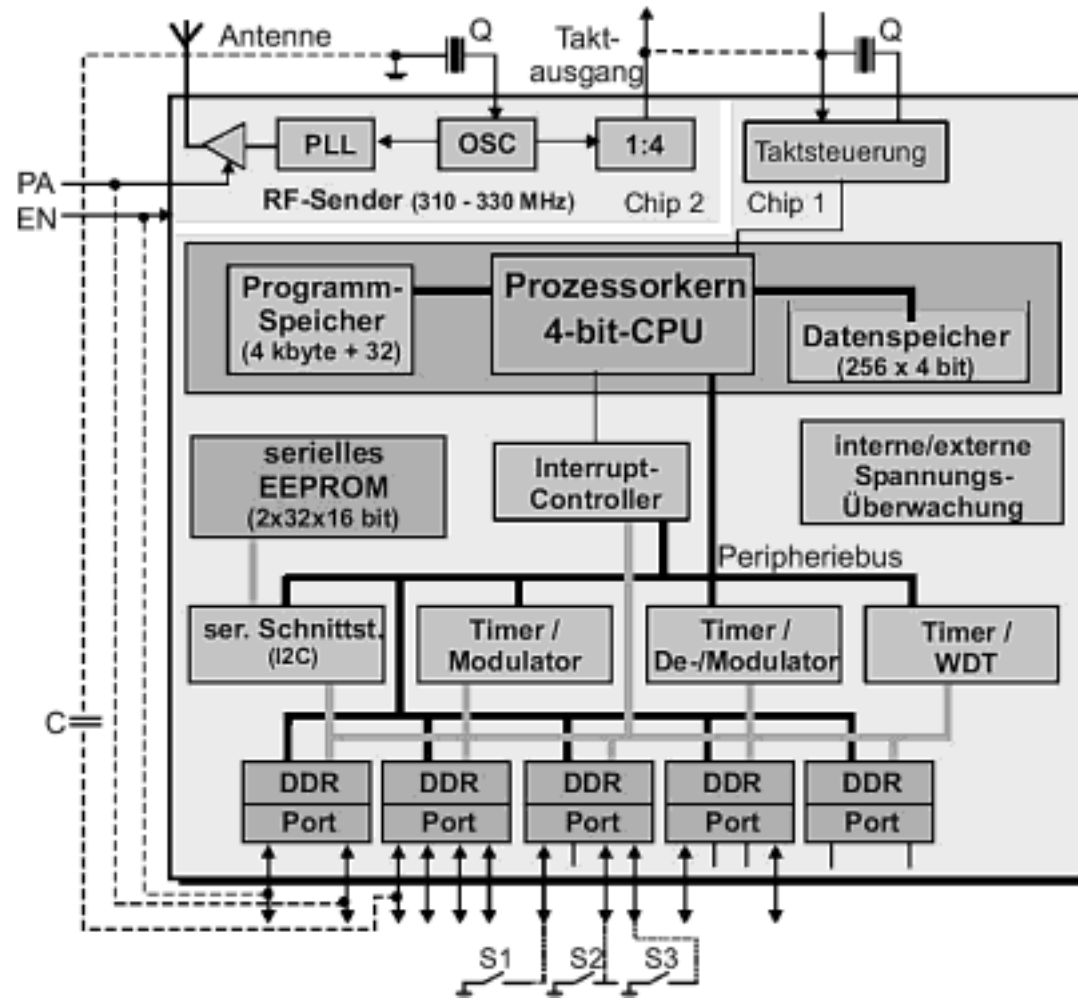 Antenne
Q
Takt-
ausgang
Q
PLL
OSC
1:4
Taktsteuerung
PA
EN
RF-Sender (310 - 330 MHz)
Chip 2
Chip 1
Programm-
Speicher
(4 kbyte + 32)
Prozessorkern
4-bit-CPU
Datenspeicher
(256 x 4 bit)
serielles
EEPROM
(2x32x16 bit)
Interrupt-
Controller
interne/externe
Spannungs-
Überwachung
Peripheriebus
ser. Schnittst.
(I2C)
Timer /
Modulator
Timer /
De-/Modulator
Timer /
WDT
C
DDR
Port
DDR
Port
DDR
Port
DDR
Port
DDR
Port
S1
S2
S3